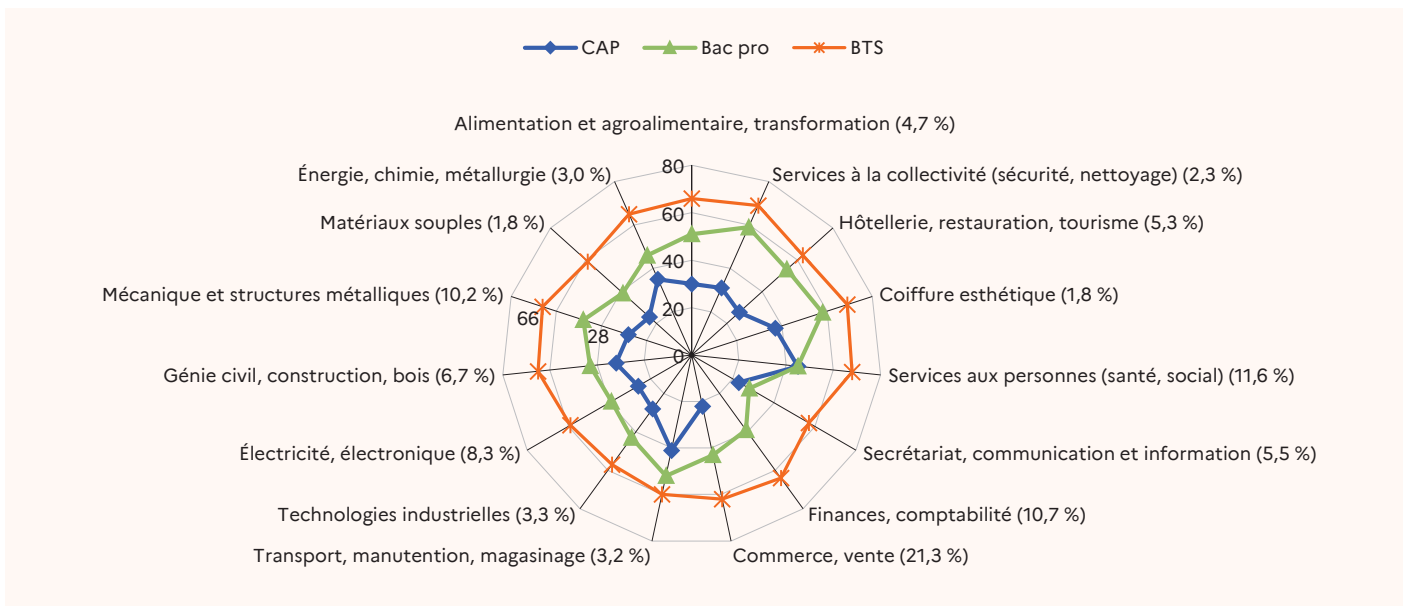 CAP Bac pro BTS
Alimentation et agroalimentaire, transformation (4,7 %)
80
Énergie, chimie, métallurgie (3,0 %)
Services à la collectivité (sécurité, nettoyage) (2,3 %)
60
Matériaux souples (1,8 %)
Hôtellerie, restauration, tourisme (5,3 %)
40
Mécanique et structures métalliques (10,2 %)
Coiffure esthétique (1,8 %)
20
66
28
0
Génie civil, construction, bois (6,7 %)
Services aux personnes (santé, social) (11,6 %)
Électricité, électronique (8,3 %)
Secrétariat, communication et information (5,5 %)
Technologies industrielles (3,3 %)
Finances, comptabilité (10,7 %)
Transport, manutention, magasinage (3,2 %)
Commerce, vente (21,3 %)